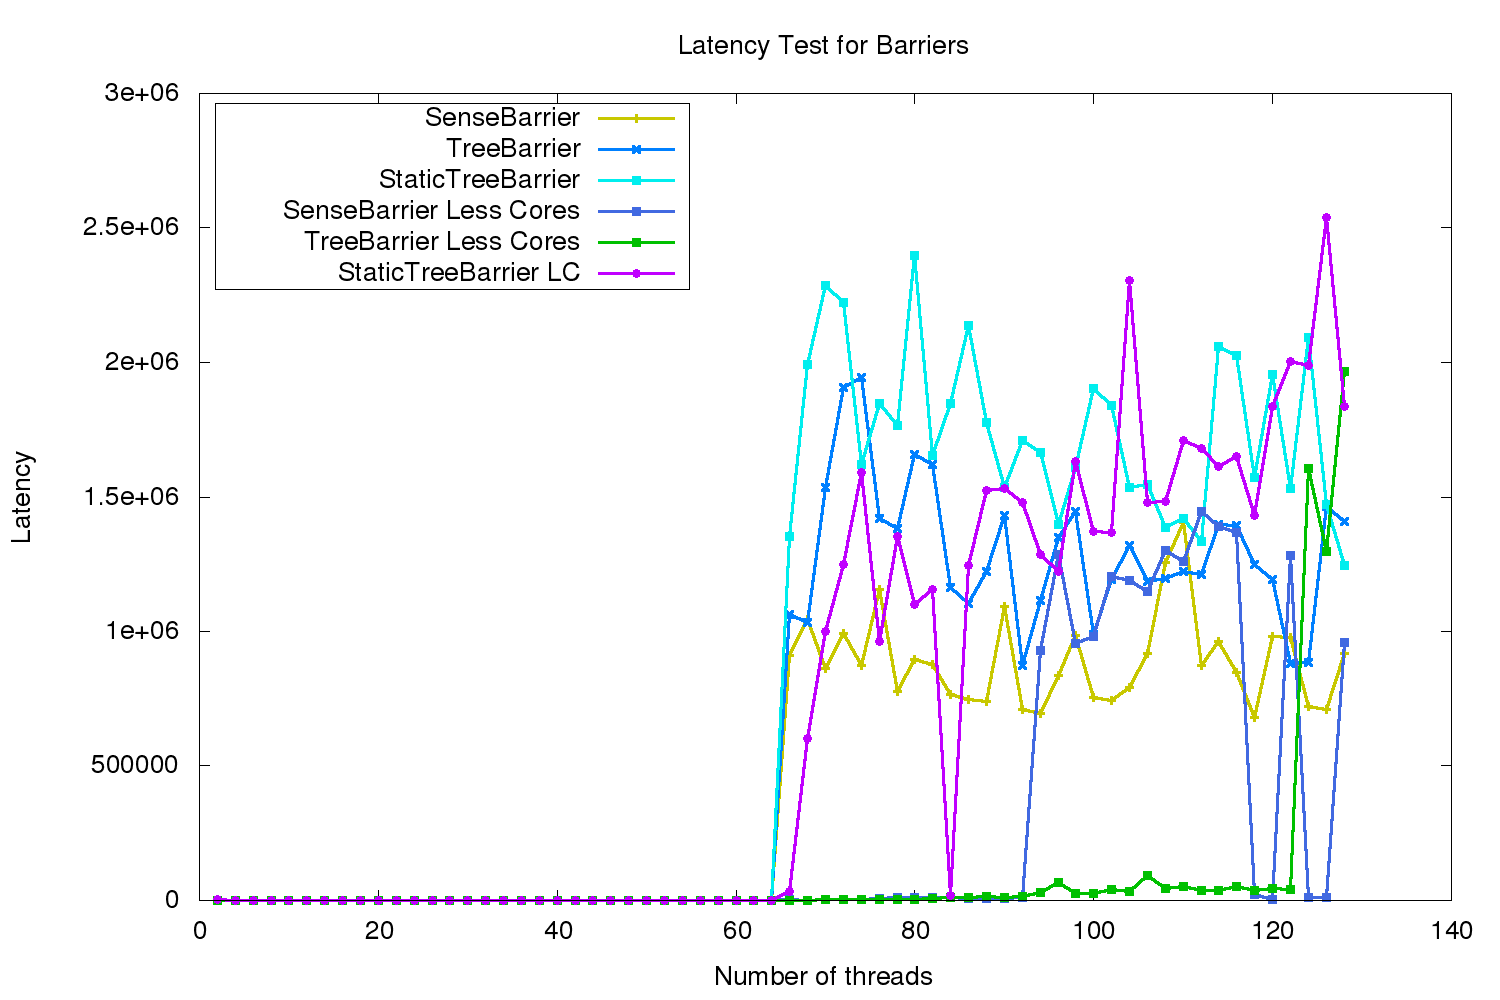 Latency Test for Barriers
3e+06
2.5e+06
2e+06
1.5e+06
1e+06
500000
0
Latency
SenseBarrier
TreeBarrier
StaticTreeBarrier
SenseBarrier Less Cores
TreeBarrier Less Cores
StaticTreeBarrier LC
0 20 40 60 80 100 120 140
Number of threads